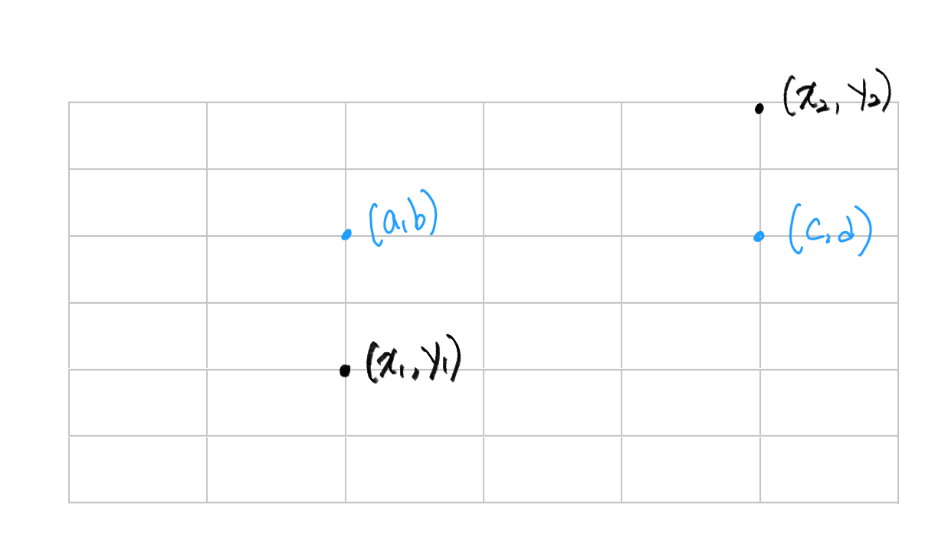 (x₂, y₂)
(a,b)
(c,d)
(x₁, y₁)